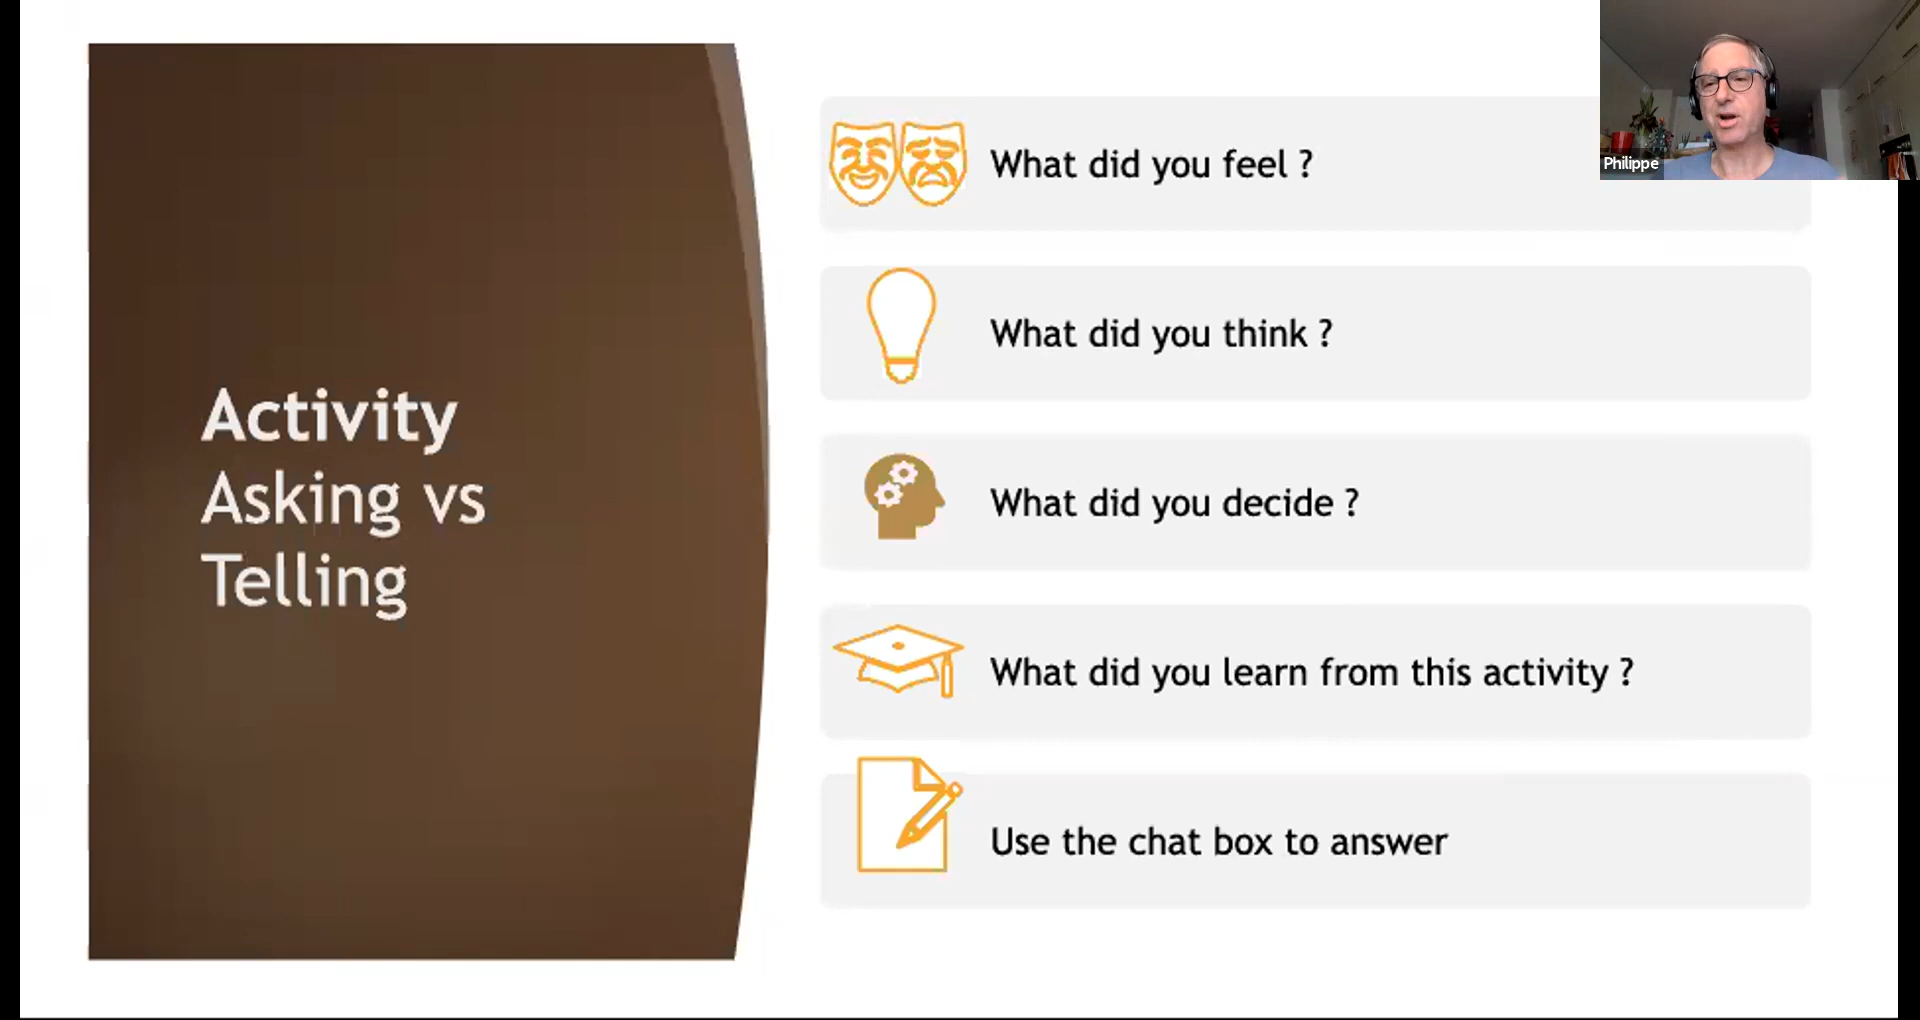 Activity
Asking vs
Telling
What did you feel ?
What did you think ?
What did you decide ?
What did you learn from this activity ?
Use the chat box to answer
Philippe